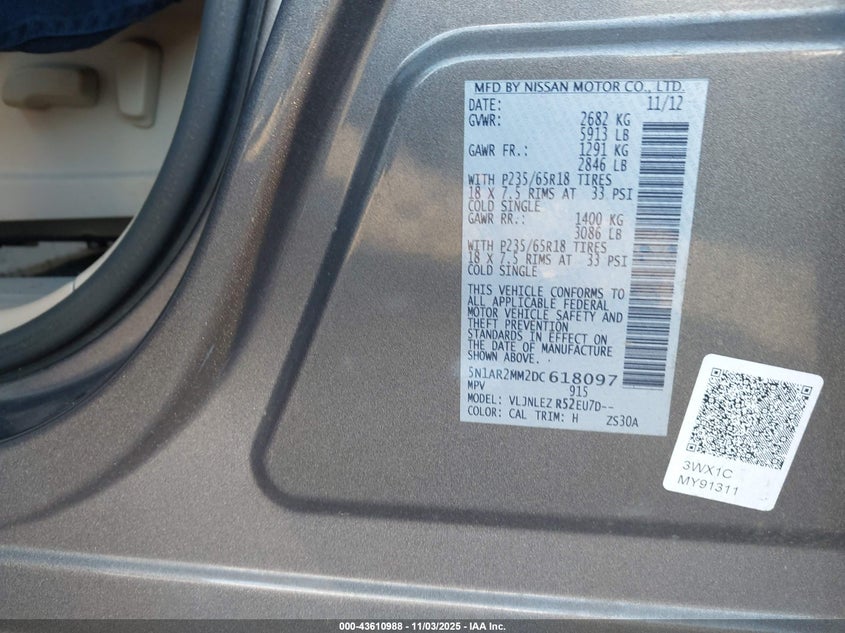 MFD BY NISSAN MOTOR CO., LTD.
DATE: 11/12
GVWR: 2682 KG
5913 LB
GAWR FR.: 1291 KG
2846 LB
WITH P235/65R18 TIRES
18 X 7.5 RIMS AT 33 PSI
COLD SINGLE
GAWR RR.: 1400 KG
3086 LB
WITH P235/65R18 TIRES
18 X 7.5 RIMS AT 33 PSI
COLD SINGLE
THIS VEHICLE CONFORMS TO
ALL APPLICABLE FEDERAL
MOTOR VEHICLE SAFETY AND
THEFT PREVENTION
STANDARDS IN EFFECT ON
THE DATE OF MANUFACTURE
SHOWN ABOVE.
5N1AR2MM2DC618097
MPV 915
MODEL: VLJNLEZ R52EU7D--
COLOR: CAL TRIM: H ZS30A
3WX1C
MY91311
000-43610988 - 11/03/2025 - IAA Inc.